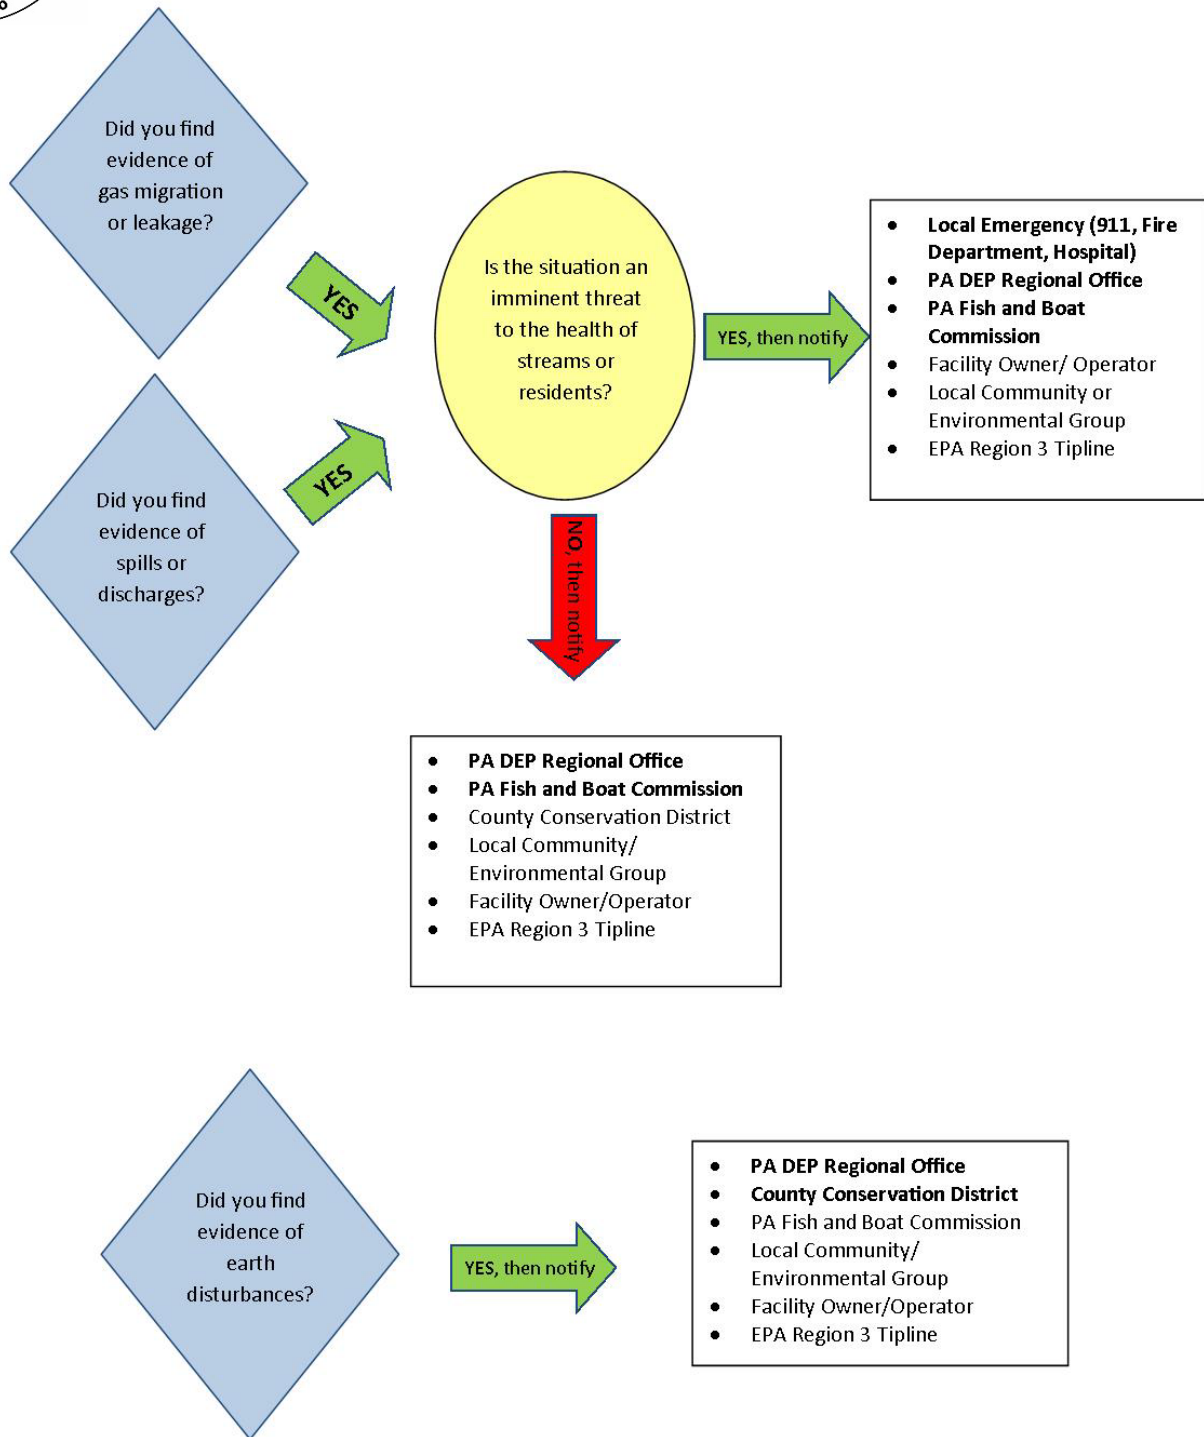 Did you find
evidence of
gas migration
or leakage?
YES
Is the situation an
imminent threat
to the health of
streams or
residents?
YES, then notify
• Local Emergency (911, Fire
Department, Hospital)
• PA DEP Regional Office
• PA Fish and Boat
Commission
• Facility Owner/ Operator
• Local Community or
Environmental Group
• EPA Region 3 Tipline
Did you find
evidence of
spills or
discharges?
YES
NO, then notify
• PA DEP Regional Office
• PA Fish and Boat Commission
• County Conservation District
• Local Community/
Environmental Group
• Facility Owner/Operator
• EPA Region 3 Tipline
Did you find
evidence of
earth
disturbances?
YES, then notify
• PA DEP Regional Office
• County Conservation District
• PA Fish and Boat Commission
• Local Community/
Environmental Group
• Facility Owner/Operator
• EPA Region 3 Tipline